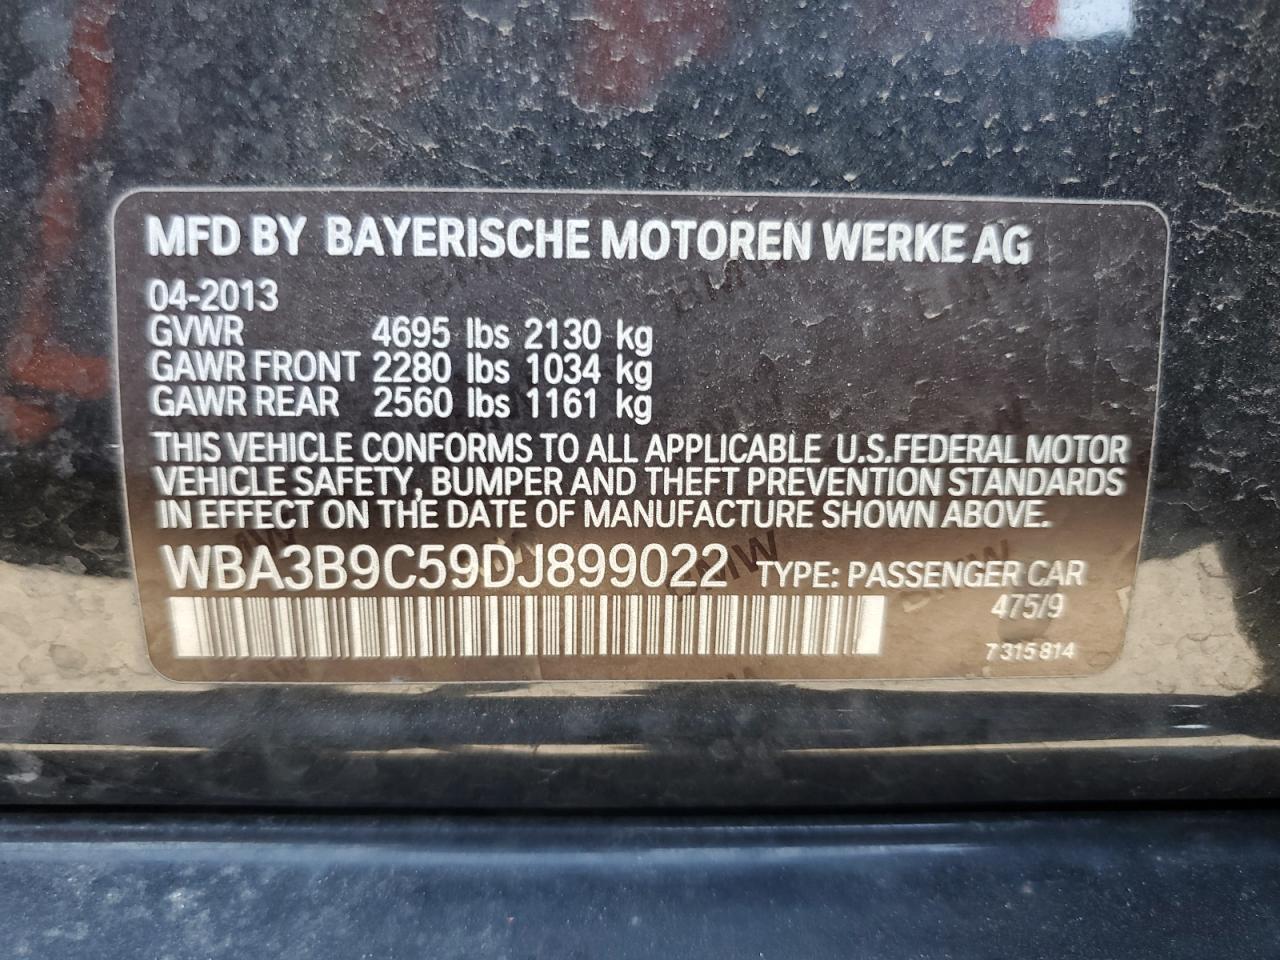 MFD BY BAYERISCHE MOTOREN WERKE AG
04-2013
GVWR 4695 lbs 2130 kg
GAWR FRONT 2280 lbs 1034 kg
GAWR REAR 2560 lbs 1161 kg
THIS VEHICLE CONFORMS TO ALL APPLICABLE U.S.FEDERAL MOTOR
VEHICLE SAFETY, BUMPER AND THEFT PREVENTION STANDARDS
IN EFFECT ON THE DATE OF MANUFACTURE SHOWN ABOVE.
WBA3B9C59DJ899022 TYPE: PASSENGER CAR
475/9
7 315 814